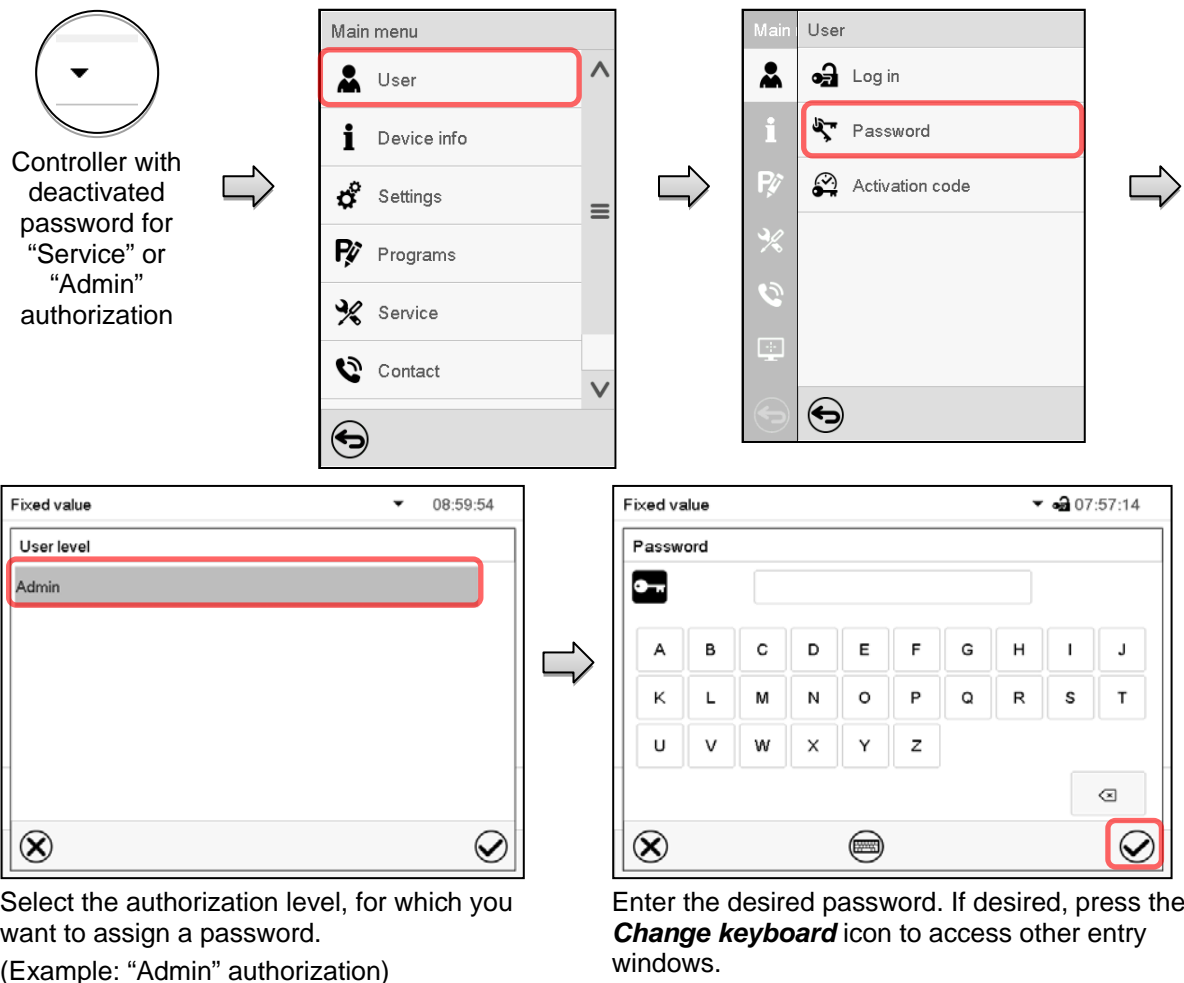 Controller with
deactivated
password for
“Service” or
“Admin”
authorization
Main menu
User
Device info
Settings
Programs
Service
Contact
Main
User
Log in
Password
Activation code
Fixed value 08:59:54
User level
Admin
Select the authorization level, for which you
want to assign a password.
(Example: “Admin” authorization)
Fixed value 07:57:14
Password
A B C D E F G H I J
K L M N O P Q R S T
U V W X Y Z
Enter the desired password. If desired, press the
Change keyboard icon to access other entry
windows.